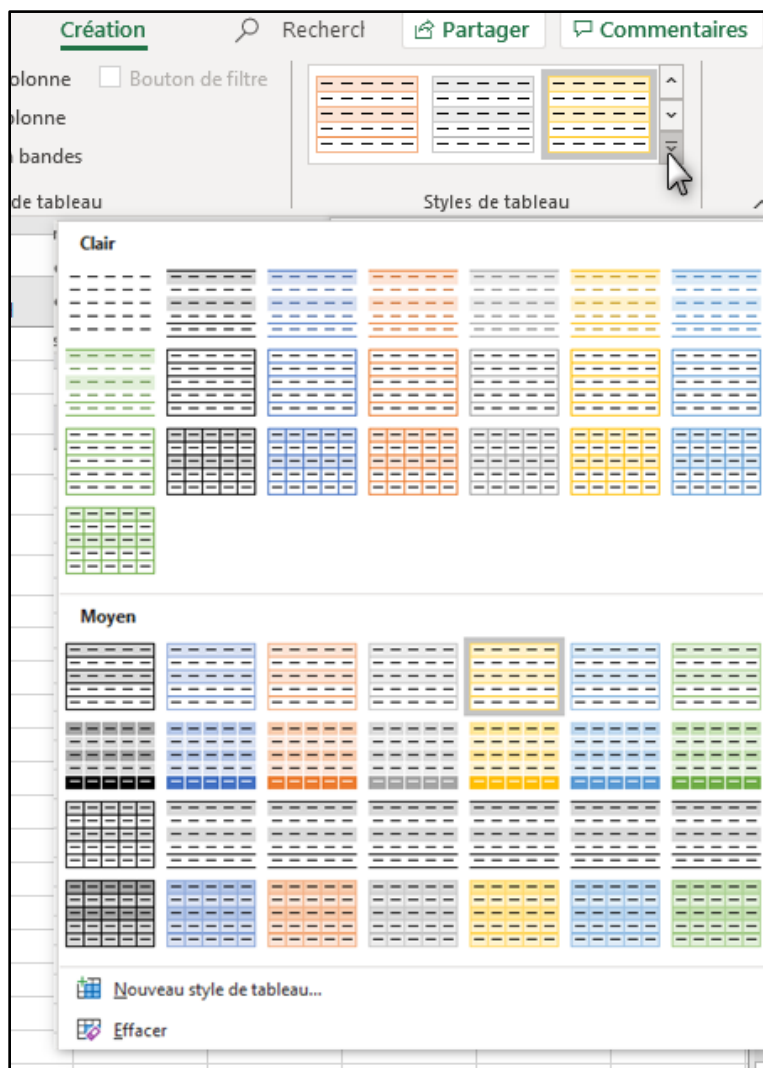 Création Recherch Partager Commentaires
olonne Bouton de filtre
olonne
bandes
de tableau Styles de tableau
Clair
Moyen
Nouveau style de tableau...
Effacer